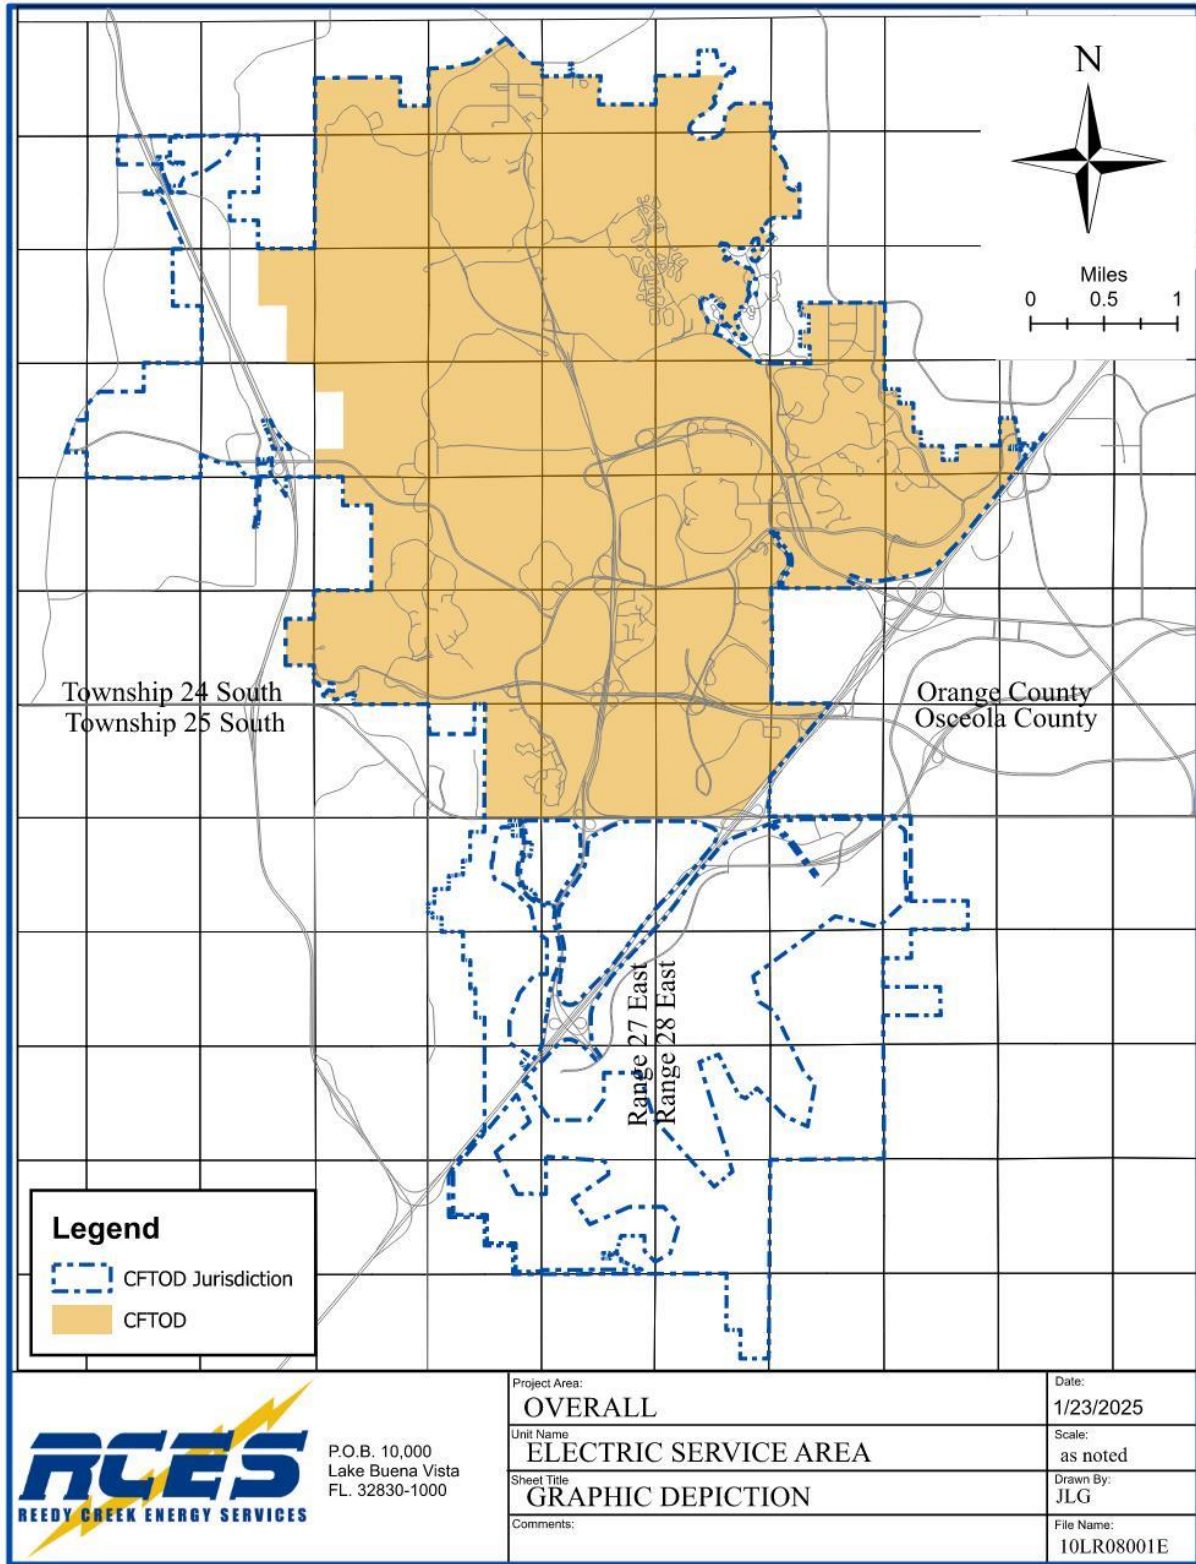 N
Miles
0 0.5 1
Township 24 South
Township 25 South
Orange County
Osceola County
Range 27 East
Range 28 East
Legend
CFTOD Jurisdiction
CFTOD
RCES
REEDY CREEK ENERGY SERVICES
P.O.B. 10,000
Lake Buena Vista
FL. 32830-1000
Project Area:
OVERALL
Unit Name
ELECTRIC SERVICE AREA
Sheet Title
GRAPHIC DEPICTION
Comments:
Date:
1/23/2025
Scale:
as noted
Drawn By:
JLG
File Name:
10LR08001E